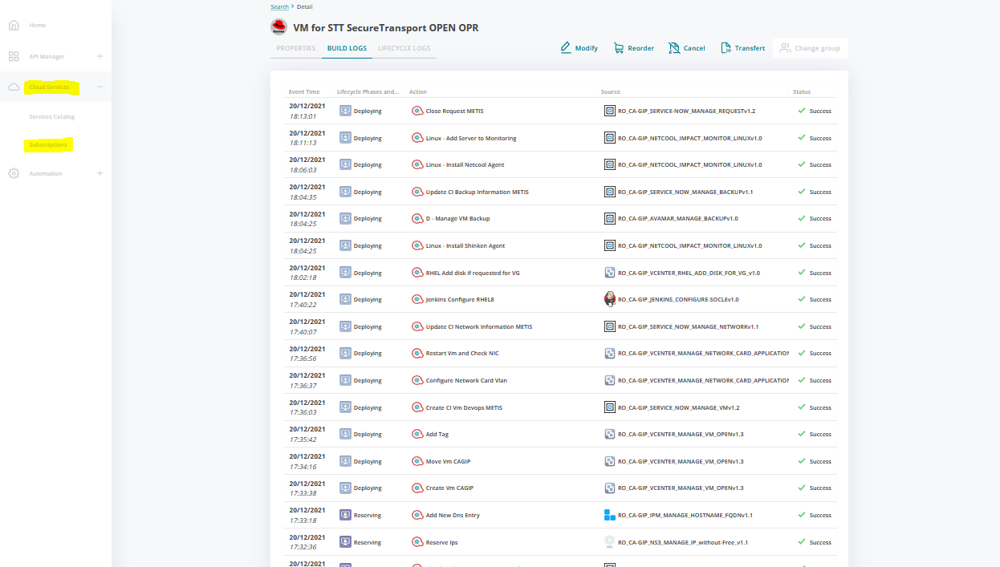 Search > Detail
VM for STT SecureTransport OPEN OPR
PROPERTIES BUILD LOGS LIFECYCLE LOGS
Modify Reorder Cancel Transfert Change group
Home
API Manager
Cloud Services
Services Catalog
Subscriptions
Automation
Event Time Lifecycle Phases and... Action Source Status
20/12/2021
18:13:01 Deploying Close Request METIS RO_CA-GIP_SERVICE-NOW_MANAGE_REQUESTv1.2 Success
20/12/2021
18:11:13 Deploying Linux - Add Server to Monitoring RO_CA-GIP_NETCOOL_IMPACT_MONITOR_LINUXv1.0 Success
20/12/2021
18:06:03 Deploying Linux - Install Netcool Agent RO_CA-GIP_NETCOOL_IMPACT_MONITOR_LINUXv1.0 Success
20/12/2021
18:04:35 Deploying Update CI Backup Information METIS RO_CA-GIP_SERVICE_NOW_MANAGE_BACKUPv1.1 Success
20/12/2021
18:04:25 Deploying D - Manage VM Backup RO_CA-GIP_AVAMAR_MANAGE_BACKUPv1.0 Success
20/12/2021
18:04:25 Deploying Linux - Install Shinken Agent RO_CA-GIP_NETCOOL_IMPACT_MONITOR_LINUXv1.0 Success
20/12/2021
18:02:18 Deploying RHEL Add disk if requested for VG RO_CA-GIP_VCENTER_RHEL_ADD_DISK_FOR_VG_v1.0 Success
20/12/2021
17:40:22 Deploying Jenkins Configure RHEL8 RO_CA-GIP_JENKINS_CONFIGURE-SOCLEv1.0 Success
20/12/2021
17:40:07 Deploying Update CI Network Information METIS RO_CA-GIP_SERVICE_NOW_MANAGE_NETWORKv1.1 Success
20/12/2021
17:36:56 Deploying Restart Vm and Check NIC RO_CA-GIP_VCENTER_MANAGE_NETWORK_CARD_APPLICATION Success
20/12/2021
17:36:37 Deploying Configure Network Card Vlan RO_CA-GIP_VCENTER_MANAGE_NETWORK_CARD_APPLICATION Success
20/12/2021
17:36:03 Deploying Create CI Vm Devops METIS RO_CA-GIP_SERVICE_NOW_MANAGE_VMv1.2 Success
20/12/2021
17:35:42 Deploying Add Tag RO_CA-GIP_VCENTER_MANAGE_VM_OPENv1.3 Success
20/12/2021
17:34:16 Deploying Move Vm CAGIP RO_CA-GIP_VCENTER_MANAGE_VM_OPENv1.3 Success
20/12/2021
17:33:38 Deploying Create Vm CAGIP RO_CA-GIP_VCENTER_MANAGE_VM_OPENv1.3 Success
20/12/2021
17:33:18 Reserving Add New Dns Entry RO_CA-GIP_IPM_MANAGE_HOSTNAME_FQDNv1.1 Success
20/12/2021
17:32:36 Reserving Reserve Ips RO_CA-GIP_NS3_MANAGE_IP_without-Free_v1.1 Success
20/12/2021